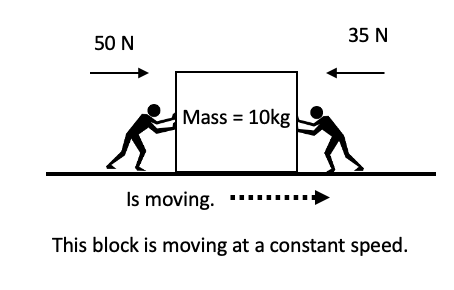 50 N
35 N
Mass = 10kg
Is moving.
This block is moving at a constant speed.